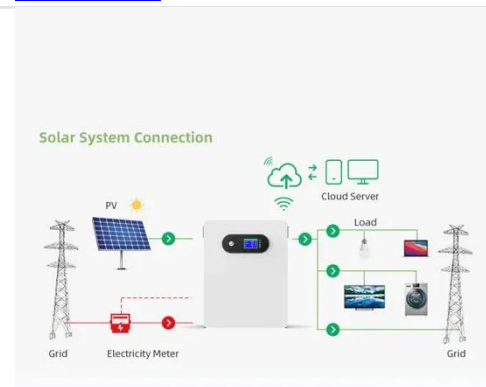 Solar System Connection
Cloud Server
PV
Load
Grid
Electricity Meter
Grid